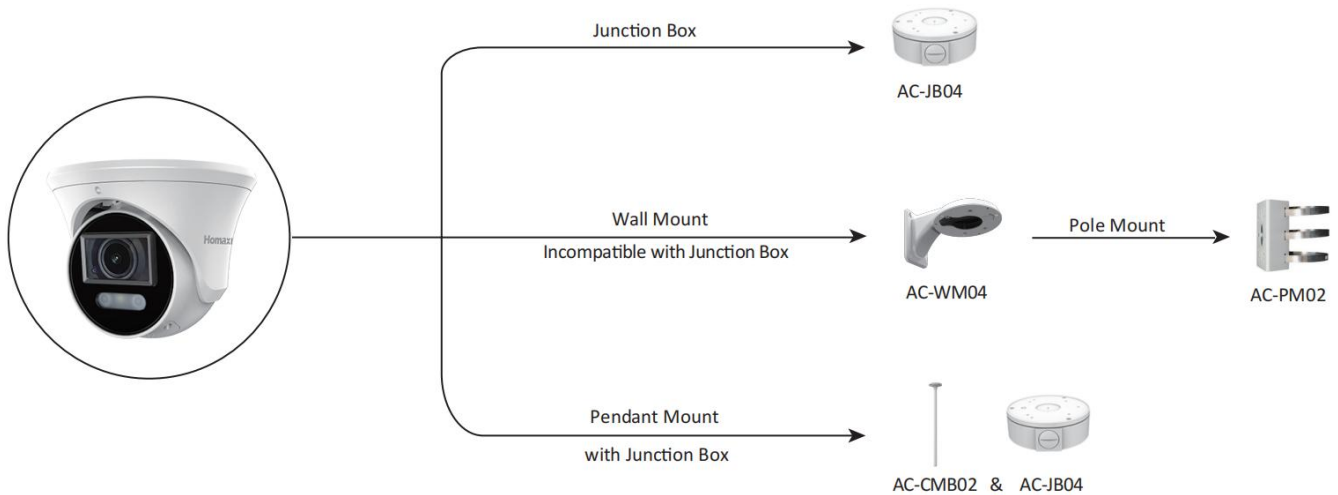 Junction Box
AC-JB04
Wall Mount
Incompatible with Junction Box
AC-WM04
Pole Mount
AC-PM02
Pendant Mount
with Junction Box
AC-CMB02 & AC-JB04